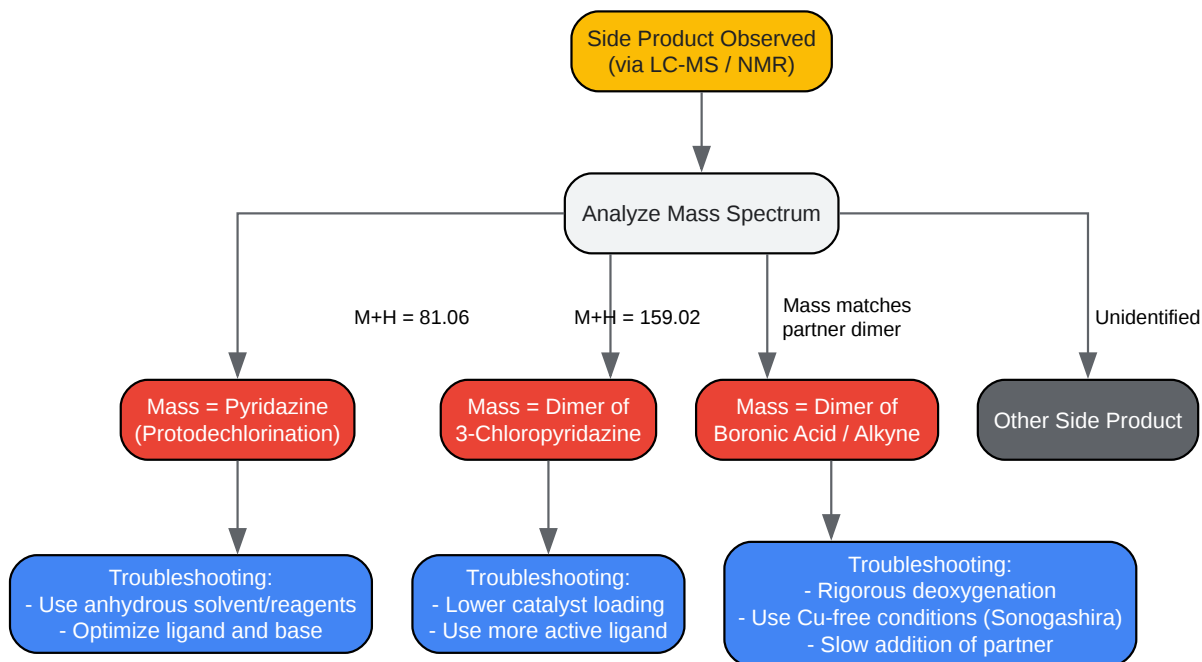 Side Product Observed
(via LC-MS / NMR)
Analyze Mass Spectrum
M+H = 81.06
M+H = 159.02
Mass matches
partner dimer
Unidentified
Mass = Pyridazine
(Protodechlorination)
Mass = Dimer of
3-Chloropyridazine
Mass = Dimer of
Boronic Acid / Alkyne
Other Side Product
Troubleshooting:
- Use anhydrous solvent/reagents
- Optimize ligand and base
Troubleshooting:
- Lower catalyst loading
- Use more active ligand
Troubleshooting:
- Rigorous deoxygenation
- Use Cu-free conditions (Sonogashira)
- Slow addition of partner